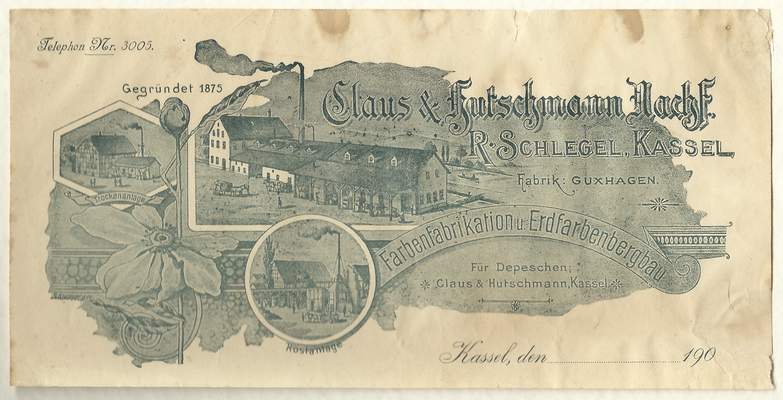 Telephon Nr. 3005.
Gegründet 1875
Claus & Hutschmann Nachf.
R. SCHLEGEL, KASSEL,
Fabrik: GUXHAGEN.
Trockenanlage
Farbenfabrikation u. Erdfarbenbergbau
Für Depeschen:
Claus & Hutschmann, Kassel
Röstanlage
Kassel, den 190